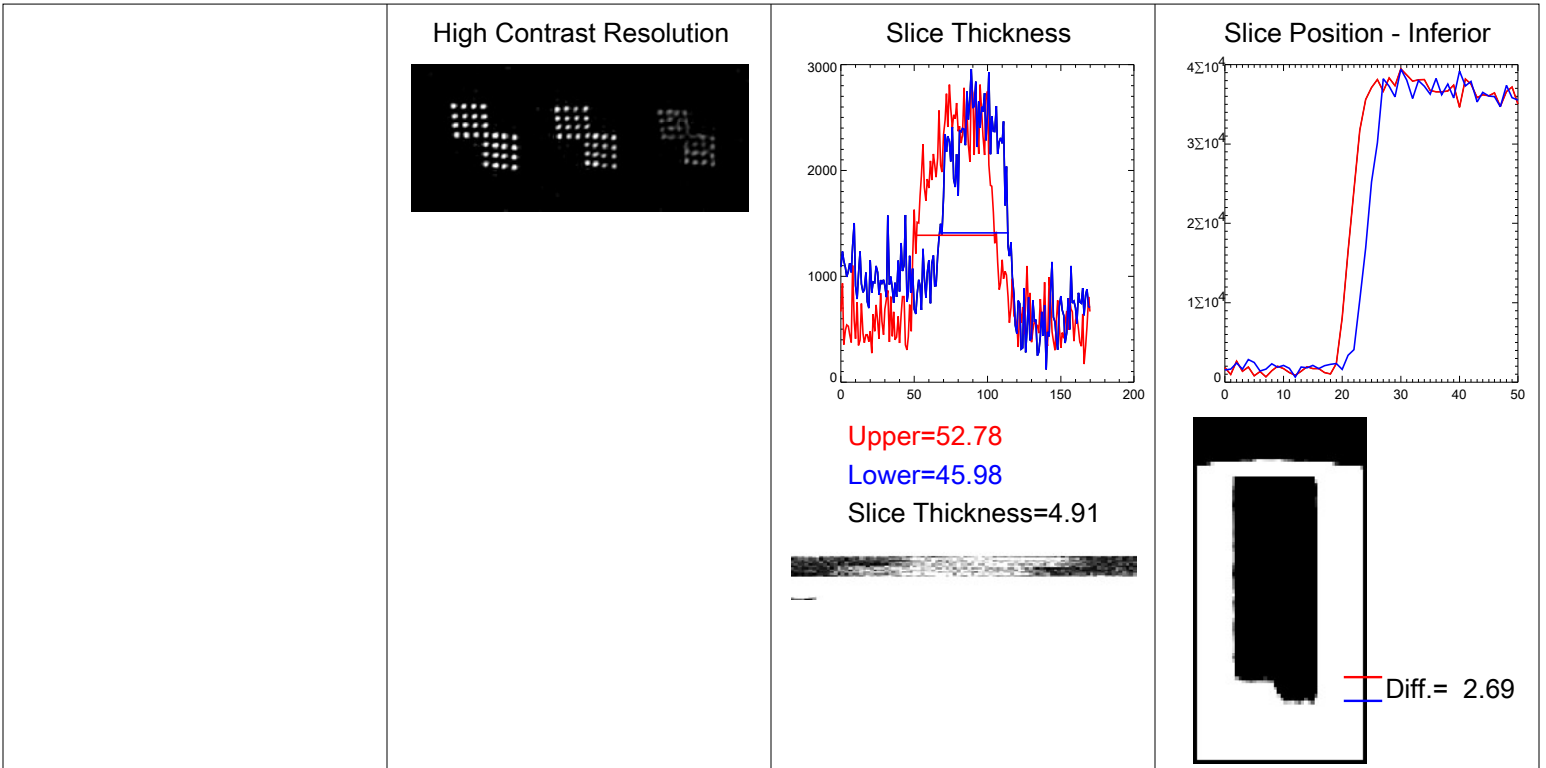 High Contrast Resolution
Slice Thickness
3000
2000
1000
0
0 50 100 150 200
Upper=52.78
Lower=45.98
Slice Thickness=4.91
Slice Position - Inferior
4Σ10⁴
3Σ10⁴
2Σ10⁴
1Σ10⁴
0
0 10 20 30 40 50
Diff.= 2.69